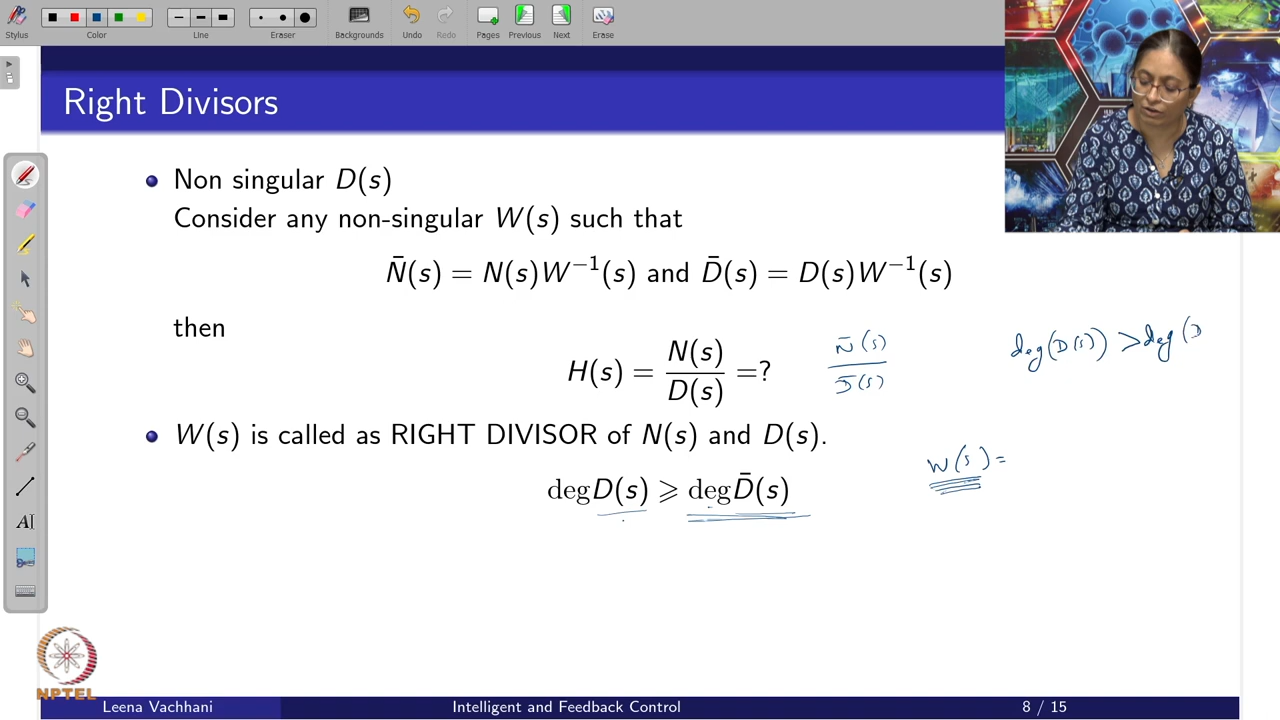 Stylus
Color
Line
Eraser
Backgrounds
Undo
Redo
Pages
Previous
Next
Erase
Right Divisors
Non singular D(s)
Consider any non-singular W(s) such that
N̄(s) = N(s)W⁻¹(s) and D̄(s) = D(s)W⁻¹(s)
then
H(s) = N(s)/D(s) =?
N̄(s)/D̄(s)
deg(D(s)) > deg(D
W(s) is called as RIGHT DIVISOR of N(s) and D(s).
W(s) =
degD(s) ⩾ degD̄(s)
NPTEL
Leena Vachhani
Intelligent and Feedback Control
8 / 15